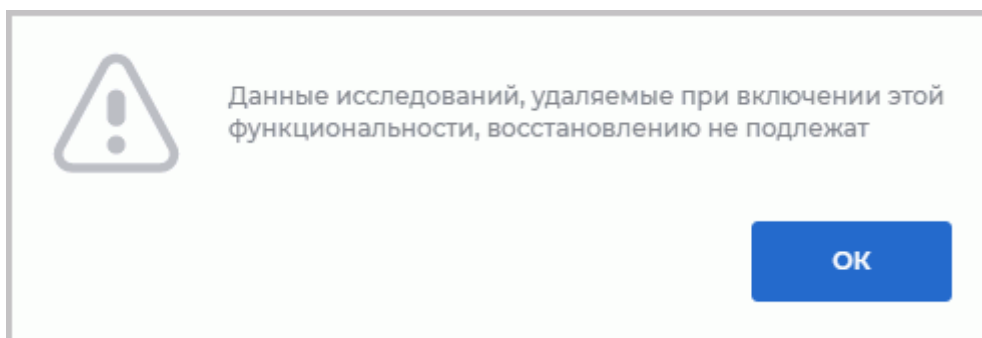 Данные исследований, удаляемые при включении этой
функциональности, восстановлению не подлежат
ОК